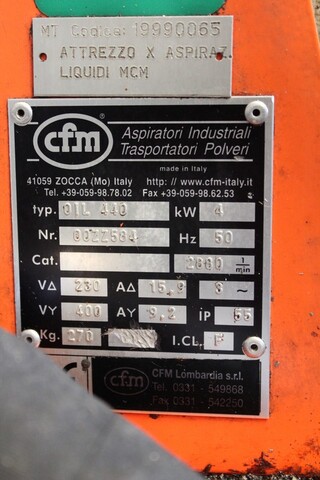 MT Codice: 19990065
ATTREZZO X ASPIRAZ.
LIQUIDI MCM
cfm
Aspiratori Industriali
Trasportatori Polveri
made in Italy
41059 ZOCCA (Mo) Italy http:// www.cfm-italy.it
Tel. +39-059-98.78.02 Fax +39-059-98.62.53
typ. OIL 440 kW 4
Nr. Hz 50
Cat. 2800 1/min
V∆ 230 A∆ 15,9 3 ~
VY 400 AY 9,2 iP 55
Kg. 270 I.CL. F
cfm
CFM Lombardia s.r.l.
Tel. 0331 - 549868
Fax 0331 - 542250